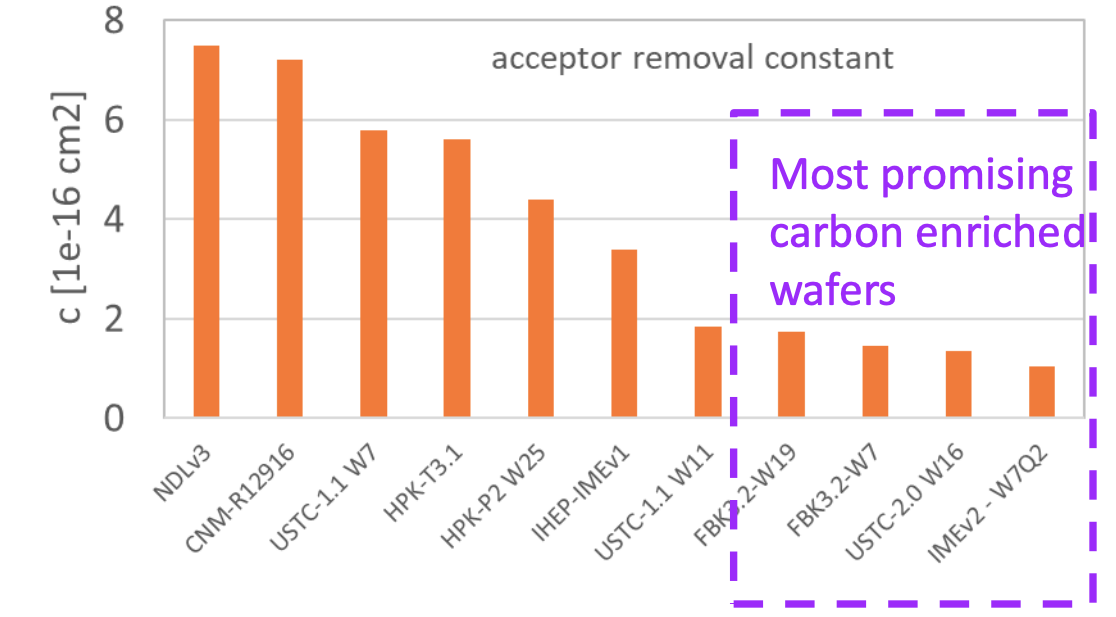 acceptor removal constant
c [1e-16 cm2]
8
6
4
2
0
Most promising
carbon enriched
wafers
NDLv3
CNM-R12916
USTC-1.1 W7
HPK-T3.1
HPK-P2 W25
IHEP-IMEv1
USTC-1.1 W11
FBK3.2-W19
FBK3.2-W7
USTC-2.0 W16
IMEv2 - W7Q2